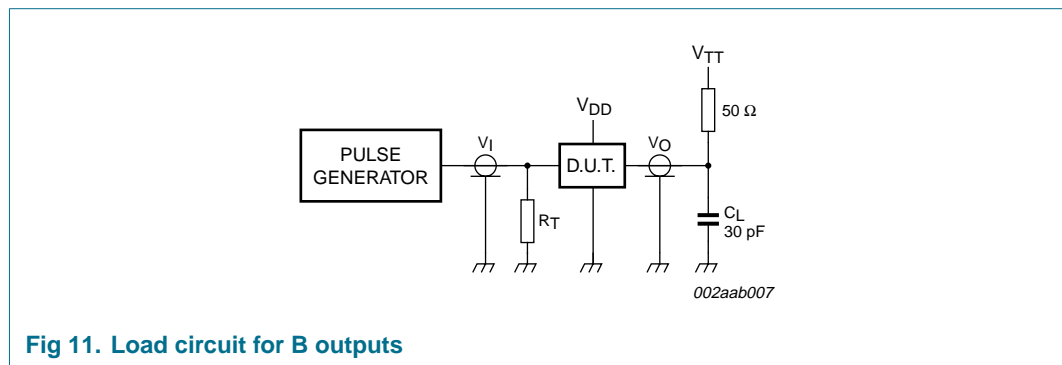 VTT
50 Ω
VDD
VI
VO
PULSE
GENERATOR
D.U.T.
RT
CL
30 pF
002aab007
Fig 11. Load circuit for B outputs